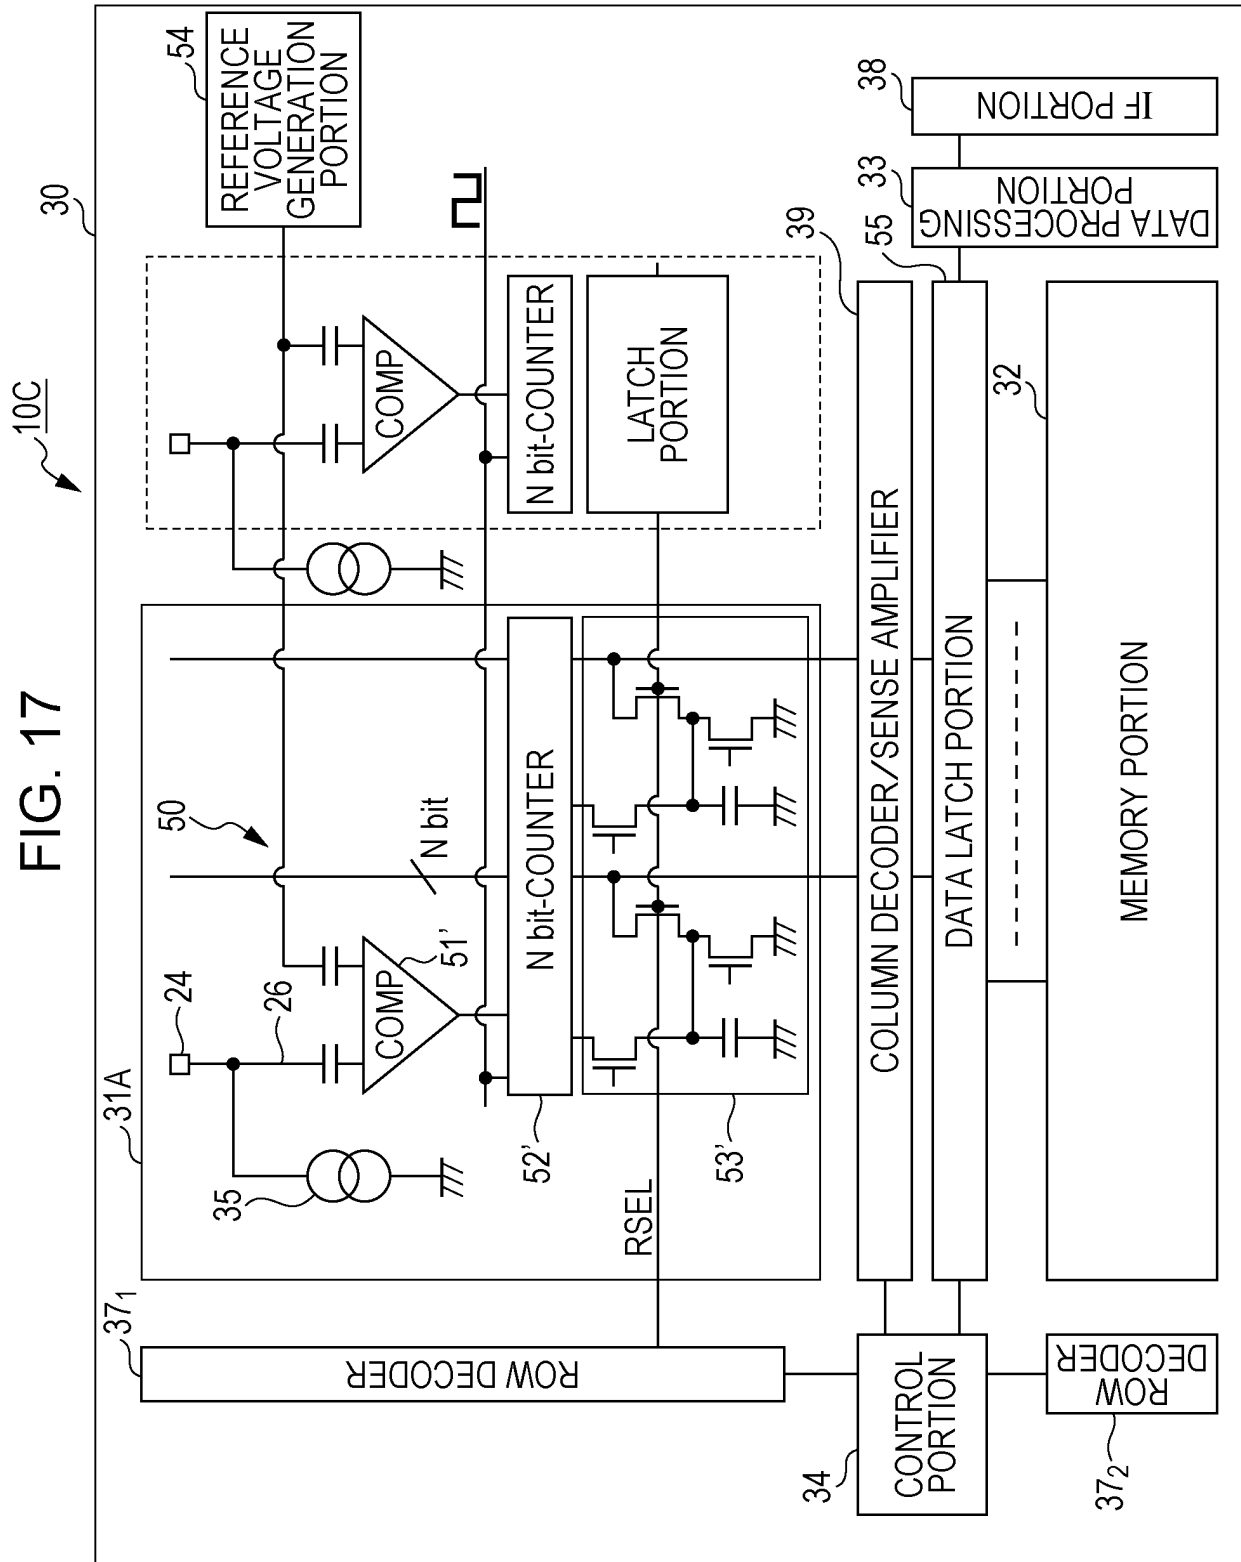 FIG. 17
10C
30
31A
24
26
35
50
N bit
COMP
51'
N bit-COUNTER
52'
53'
RSEL
COMP
N bit-COUNTER
LATCH
PORTION
54
REFERENCE
VOLTAGE
GENERATION
PORTION
37₁
ROW DECODER
39
COLUMN DECODER/SENSE AMPLIFIER
55
DATA LATCH PORTION
33
DATA PROCESSING
PORTION
38
IF PORTION
34
CONTROL
PORTION
32
MEMORY PORTION
37₂
ROW
DECODER